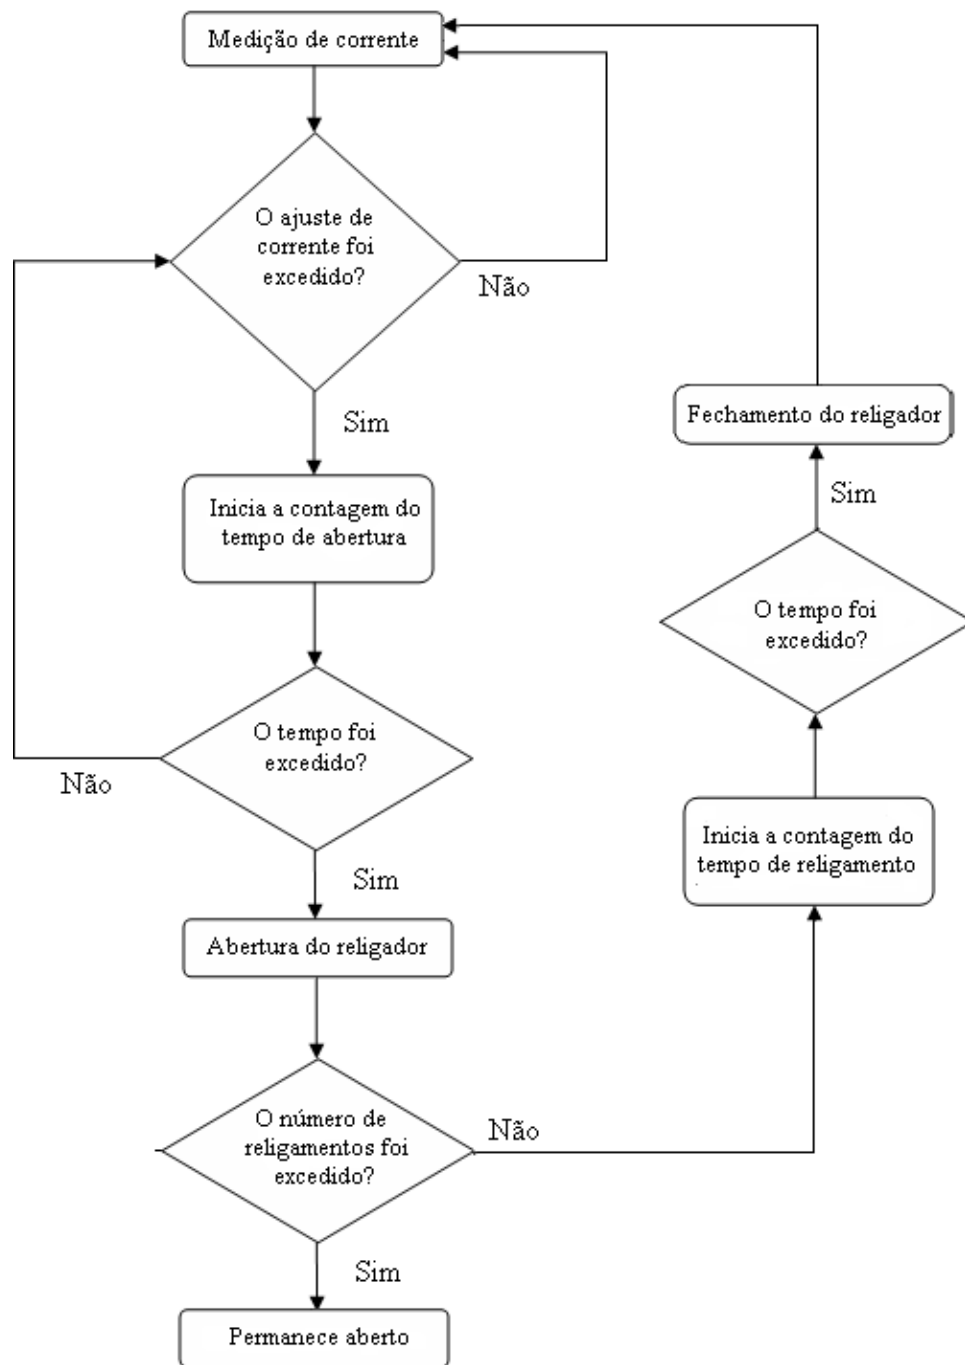 Medição de corrente
O ajuste de
corrente foi
excedido?
Não
Sim
Inicia a contagem do
tempo de abertura
O tempo foi
excedido?
Não
Sim
Abertura do religador
O número de
religamentos foi
excedido?
Não
Sim
Permanece aberto
Inicia a contagem do
tempo de religamento
O tempo foi
excedido?
Sim
Fechamento do religador